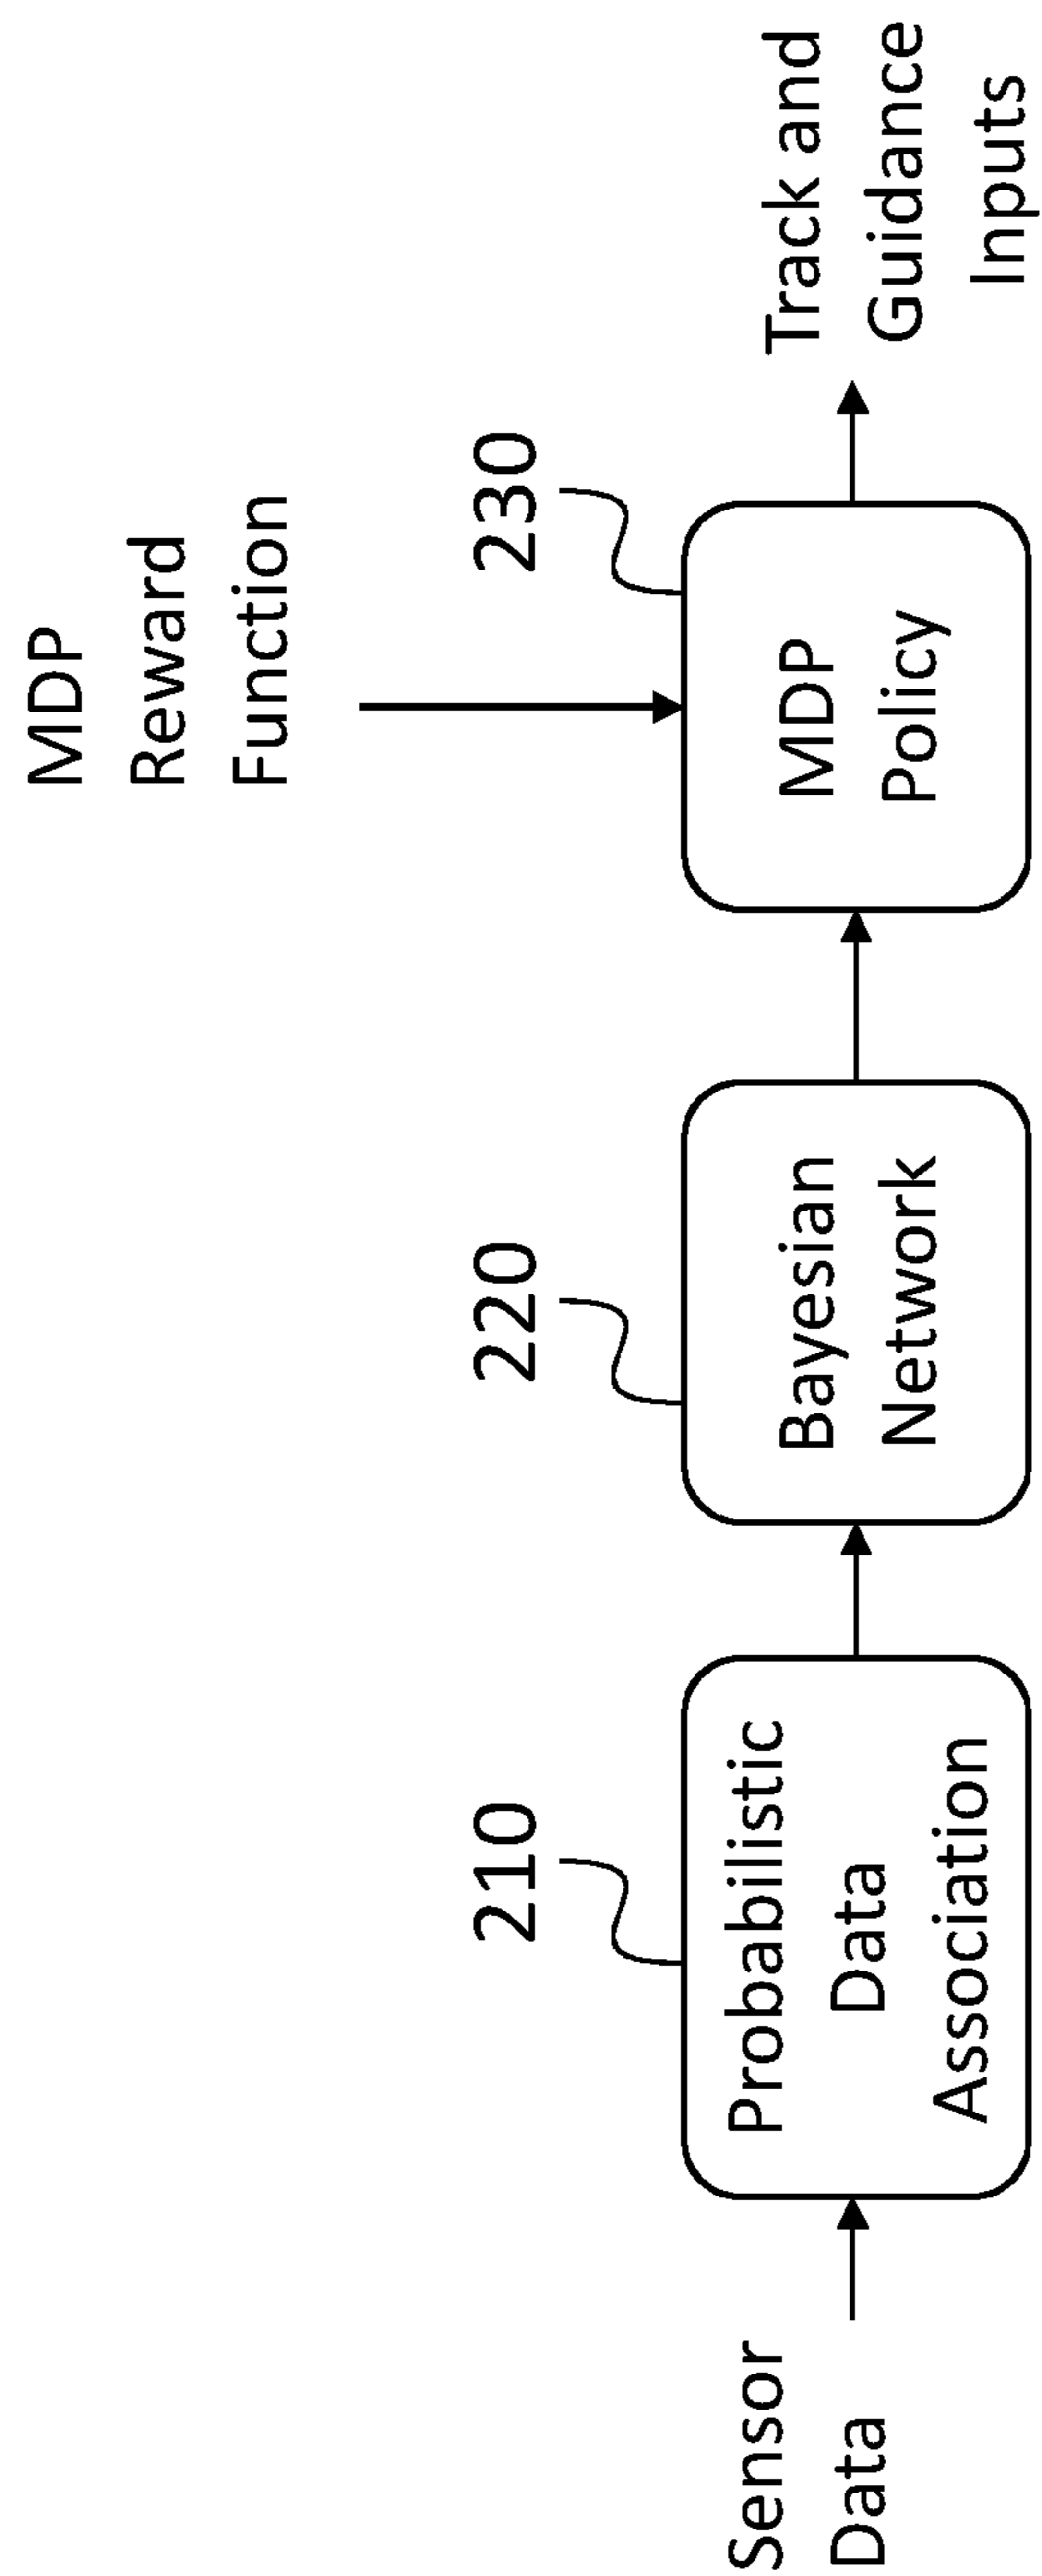 MDP
Reward
Function
210
220
230
Sensor
Data
Probabilistic
Data
Association
Bayesian
Network
MDP
Policy
Track and
Guidance
Inputs